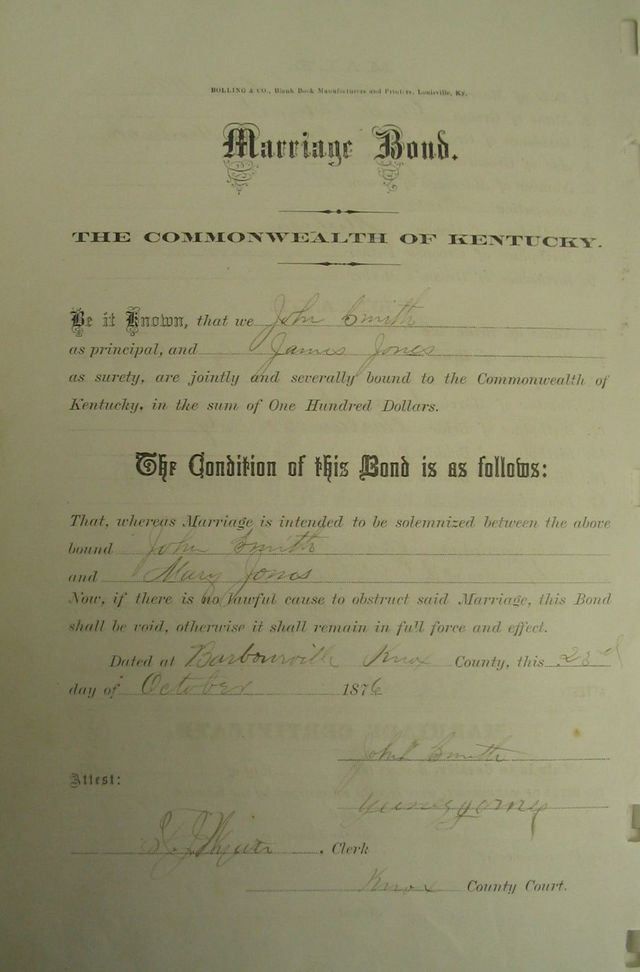 BOLLING & CO., Blank Book Manufacturers and Printers, Louisville, Ky.
Marriage Bond.
THE COMMONWEALTH OF KENTUCKY.
Be it Known, that we John Smith
as principal, and James Jones
as surety, are jointly and severally bound to the Commonwealth of
Kentucky, in the sum of One Hundred Dollars.
The Condition of this Bond is as follows:
That, whereas Marriage is intended to be solemnized between the above
bound John Smith
and Mary Jones
Now, if there is no lawful cause to obstruct said Marriage, this Bond
shall be void, otherwise it shall remain in full force and effect.
Dated at Barbourville Knox County, this 23rd
day of October 1876
John Smith
Attest:
Clerk
Knox County Court.